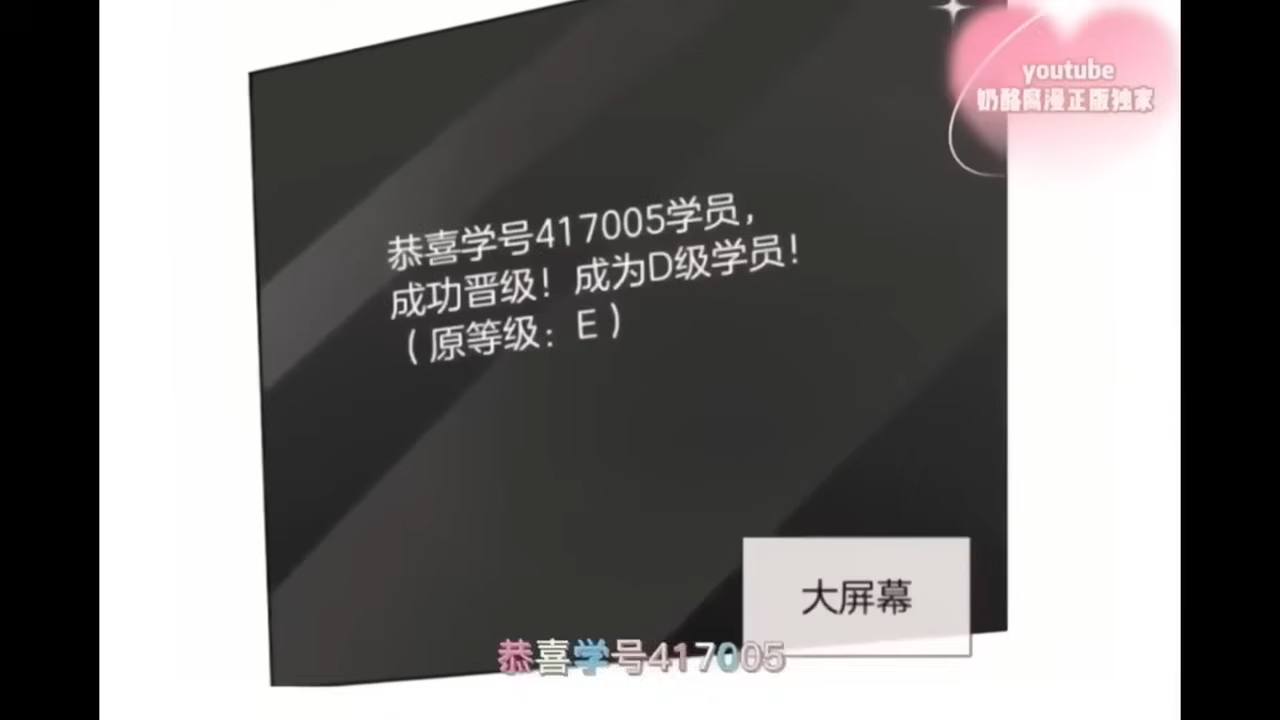 youtube
奶酪腐漫正版独家
恭喜学号417005学员，
成功晋级！成为D级学员！
（原等级：E）
大屏幕
恭喜学号417005